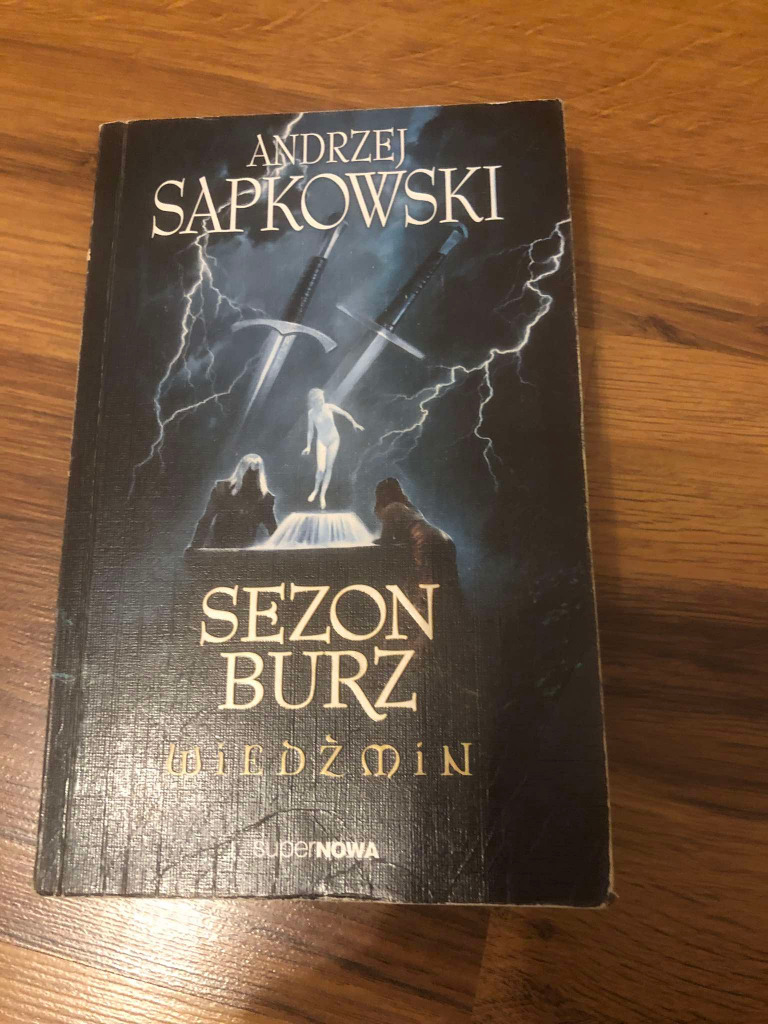 ANDRZEJ
SAPKOWSKI
SEZON
BURZ
WIEDŹMIN
superNOWA